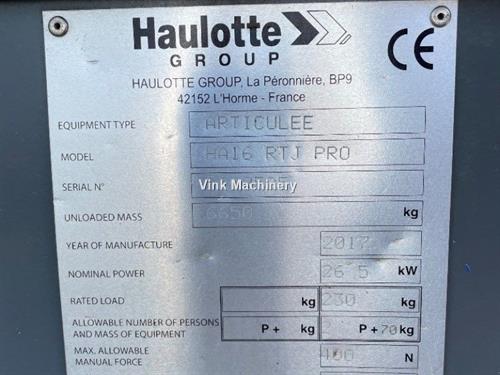 Haulotte
GROUP
CE
HAULOTTE GROUP, La Péronnière, BP9
42152 L'Horme - France
EQUIPMENT TYPE ARTICULEE
MODEL HA16 RTJ PRO
SERIAL N°
Vink Machinery
UNLOADED MASS 6650 kg
YEAR OF MANUFACTURE 2017
NOMINAL POWER 26.5 kW
RATED LOAD kg 230 kg
ALLOWABLE NUMBER OF PERSONS
AND MASS OF EQUIPMENT P + kg 2 P + 70 kg
MAX. ALLOWABLE
MANUAL FORCE 400 N